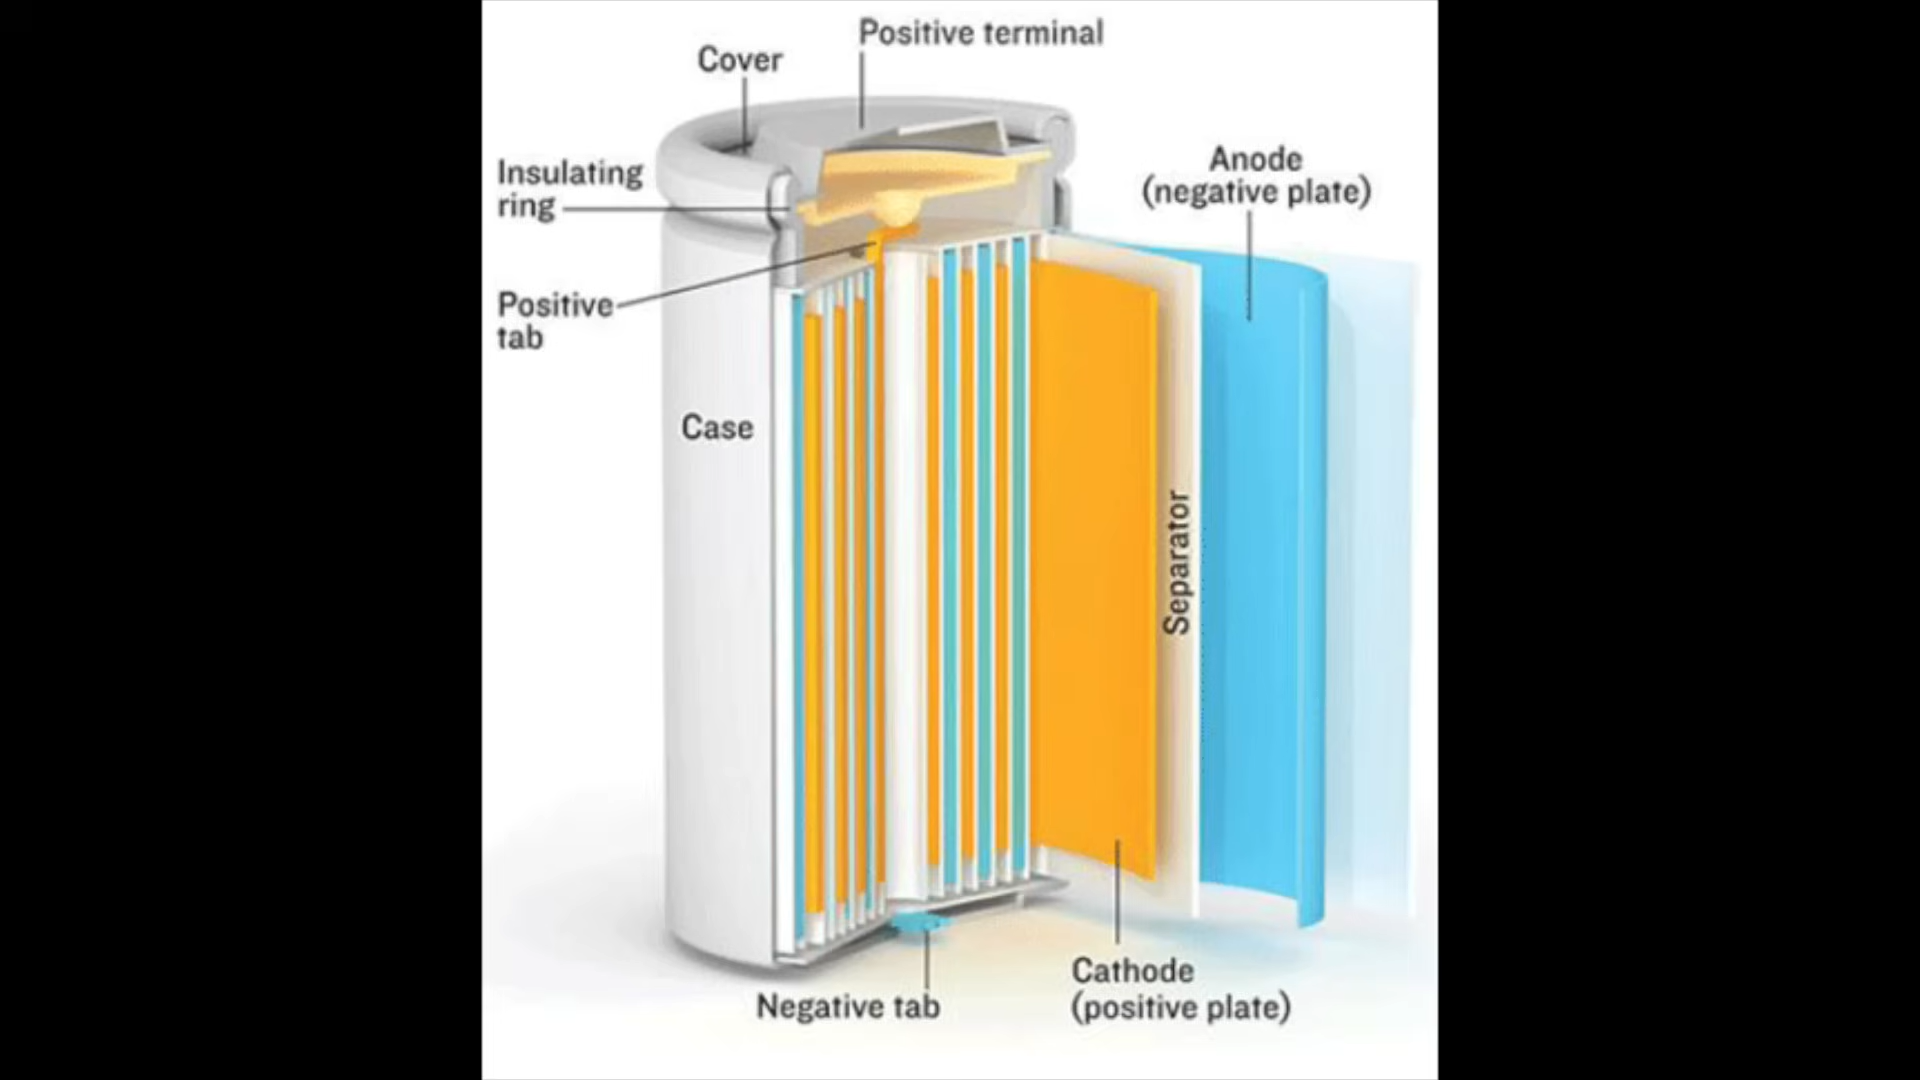 Positive terminal
Cover
Insulating
ring
Anode
(negative plate)
Positive
tab
Case
Separator
Cathode
(positive plate)
Negative tab